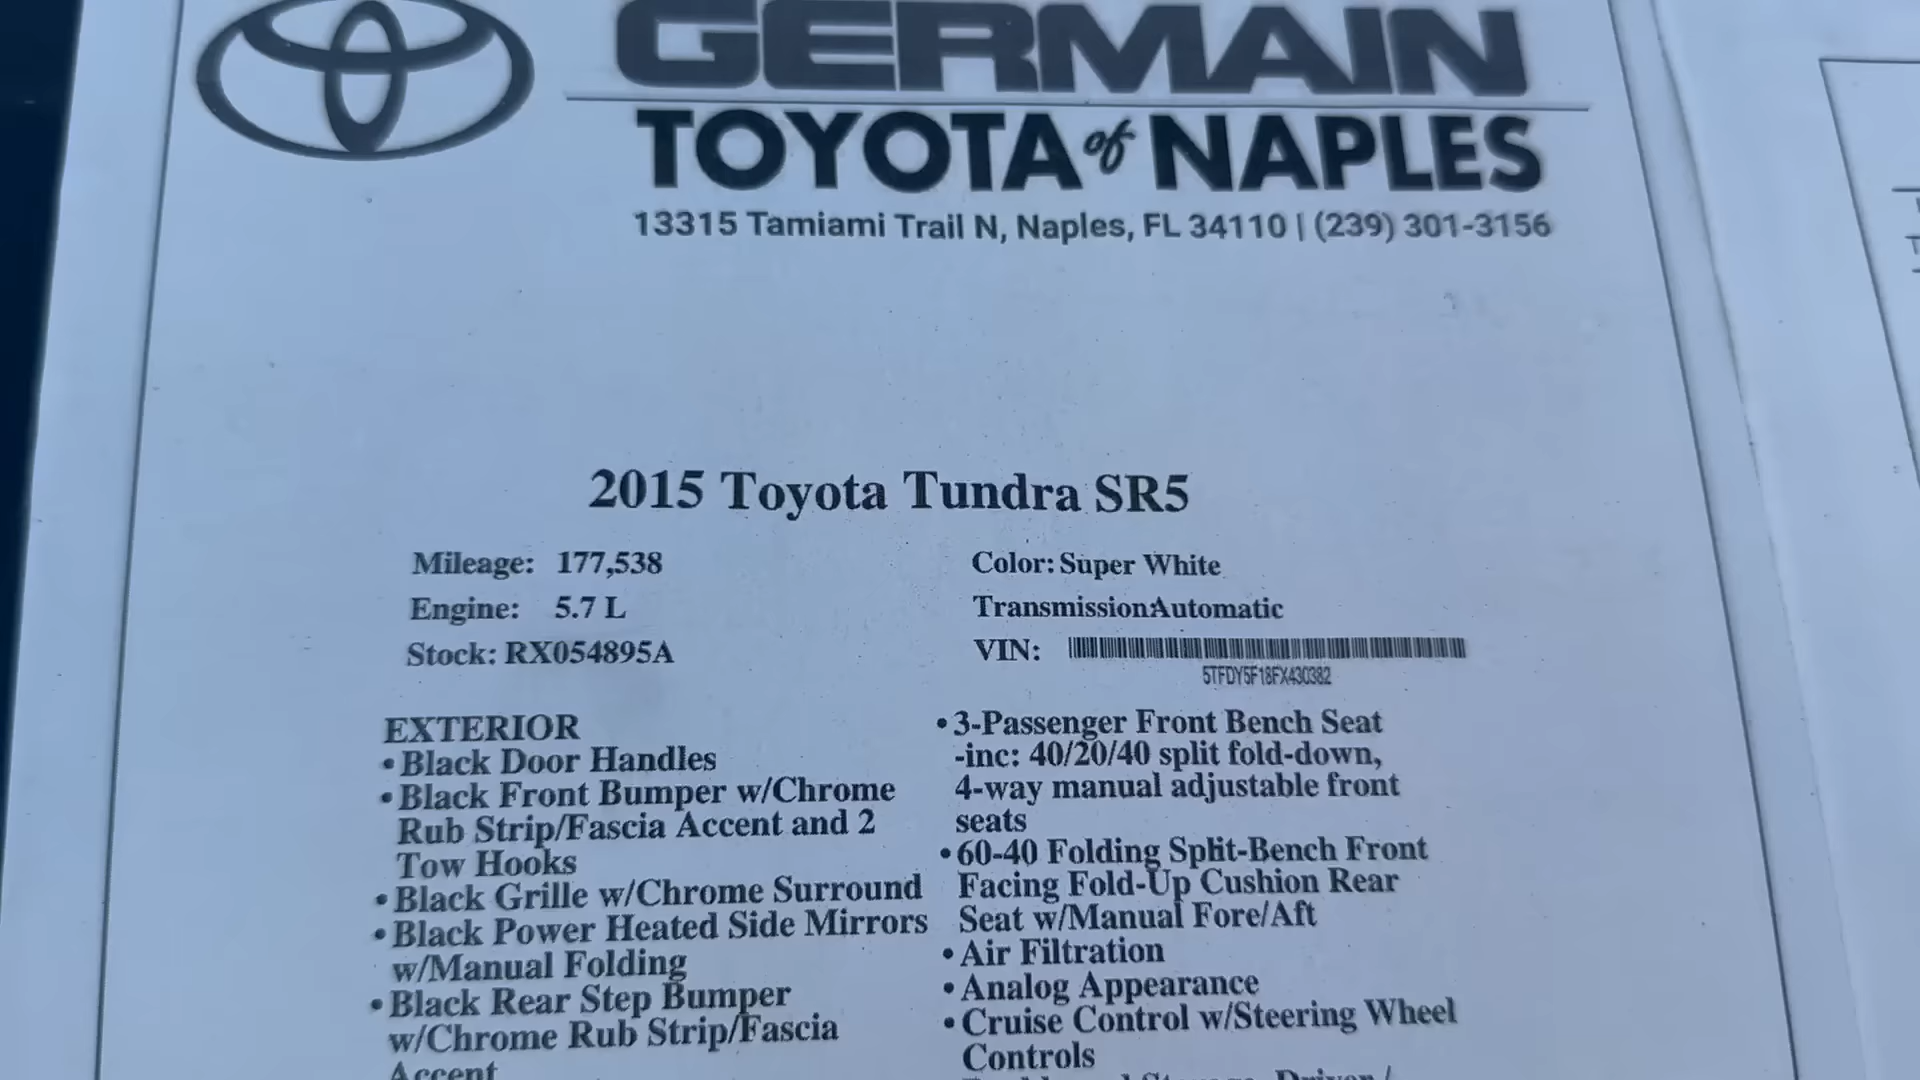 GERMAIN
TOYOTA of NAPLES
13315 Tamiami Trail N, Naples, FL 34110 | (239) 301-3156
2015 Toyota Tundra SR5
Mileage: 177,538
Color: Super White
Engine: 5.7 L
Transmission:Automatic
Stock: RX054895A
VIN:
5TFDY5F18FX430382
EXTERIOR
• Black Door Handles
• Black Front Bumper w/Chrome
Rub Strip/Fascia Accent and 2
Tow Hooks
• Black Grille w/Chrome Surround
• Black Power Heated Side Mirrors
w/Manual Folding
• Black Rear Step Bumper
w/Chrome Rub Strip/Fascia
Accent
• 3-Passenger Front Bench Seat
-inc: 40/20/40 split fold-down,
4-way manual adjustable front
seats
• 60-40 Folding Split-Bench Front
Facing Fold-Up Cushion Rear
Seat w/Manual Fore/Aft
• Air Filtration
• Analog Appearance
• Cruise Control w/Steering Wheel
Controls